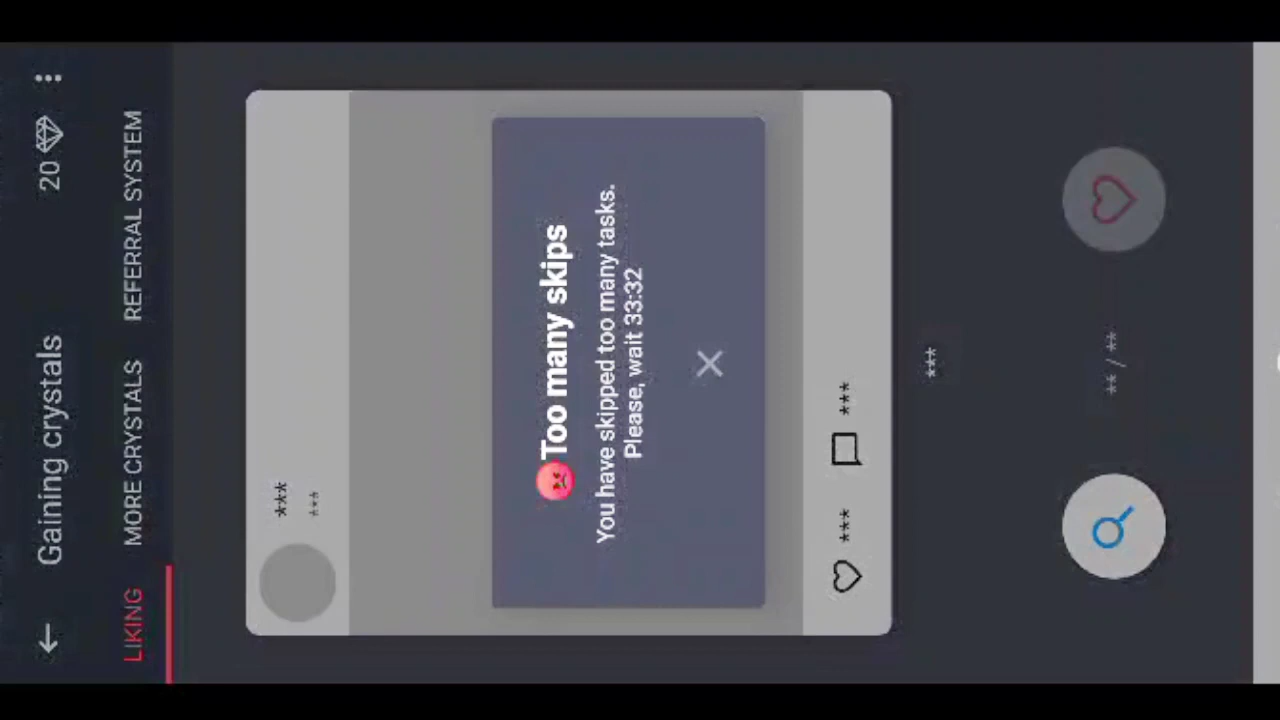 Gaining crystals 20
LIKING MORE CRYSTALS REFERRAL SYSTEM
***
***
😡Too many skips
You have skipped too many tasks.
Please, wait 33:32
*** ***
***
** / **